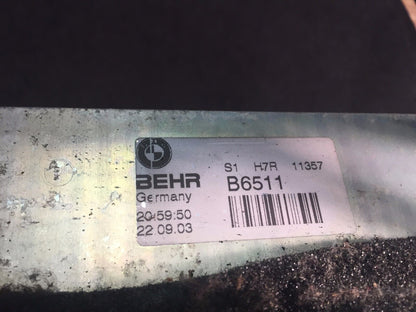 S1 H7R 11357
BEHR B6511
Germany
20:59:50
22.09.03